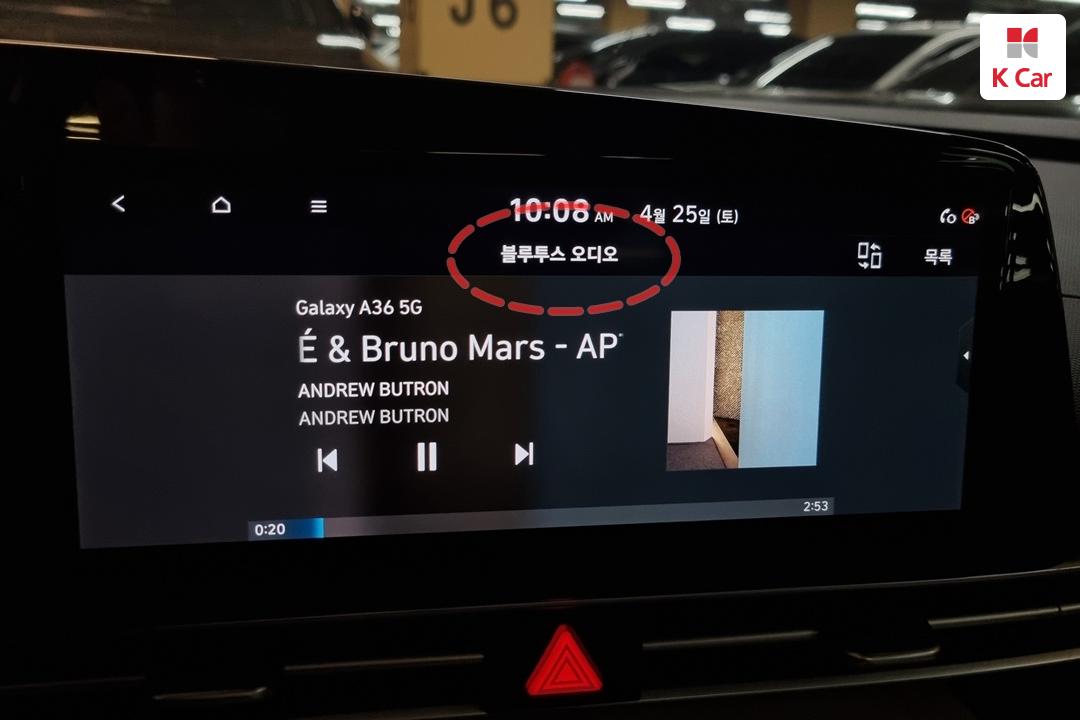 J6
K Car
10:08 AM 4월 25일 (토)
블루투스 오디오
목록
Galaxy A36 5G
É & Bruno Mars - AP
ANDREW BUTRON
ANDREW BUTRON
0:20
2:53